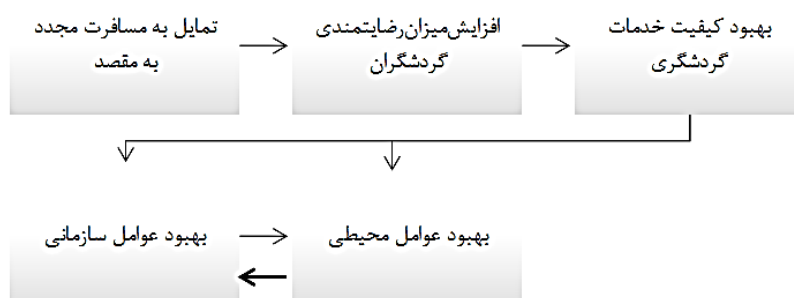 بهبود کیفیت خدمات
گردشگری
افزایش‌میزان‌رضایتمندی
گردشگران
تمایل به مسافرت مجدد
به مقصد
بهبود عوامل محیطی
بهبود عوامل سازمانی